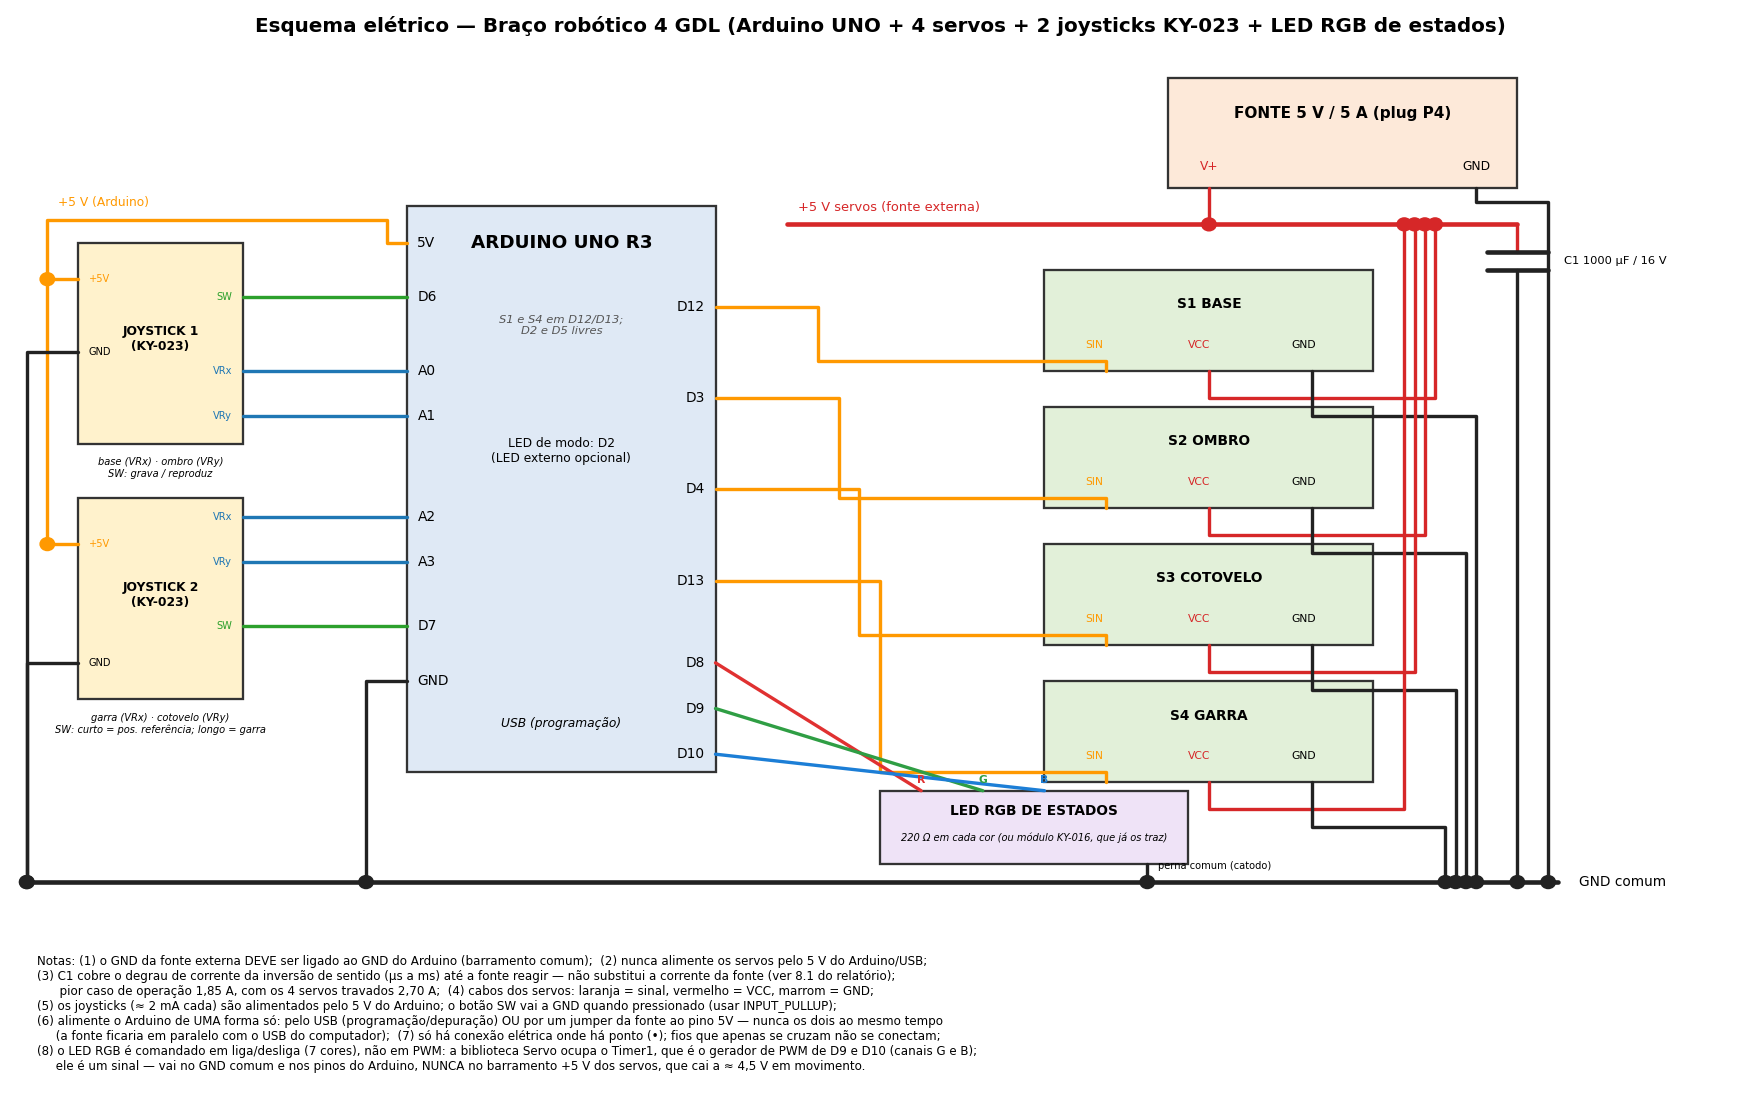 Esquema elétrico — Braço robótico 4 GDL (Arduino UNO + 4 servos + 2 joysticks KY-023 + LED RGB de estados)
FONTE 5 V / 5 A (plug P4)
V+
GND
+5 V (Arduino)
+5 V servos (fonte externa)
C1 1000 µF / 16 V
JOYSTICK 1
(KY-023)
+5V
GND
SW
VRx
VRy
base (VRx) · ombro (VRy)
SW: grava / reproduz
JOYSTICK 2
(KY-023)
VRx
+5V
VRy
SW
GND
garra (VRx) · cotovelo (VRy)
SW: curto = pos. referência; longo = garra
ARDUINO UNO R3
5V
D6
A0
A1
A2
A3
D7
GND
S1 e S4 em D12/D13;
D2 e D5 livres
LED de modo: D2
(LED externo opcional)
USB (programação)
D12
D3
D4
D13
D8
D9
D10
S1 BASE
SIN
VCC
GND
S2 OMBRO
SIN
VCC
GND
S3 COTOVELO
SIN
VCC
GND
S4 GARRA
SIN
VCC
GND
R
G
B
LED RGB DE ESTADOS
220 Ω em cada cor (ou módulo KY-016, que já os traz)
perna comum (catodo)
GND comum
Notas: (1) o GND da fonte externa DEVE ser ligado ao GND do Arduino (barramento comum);  (2) nunca alimente os servos pelo 5 V do Arduino/USB;
(3) C1 cobre o degrau de corrente da inversão de sentido (µs a ms) até a fonte reagir — não substitui a corrente da fonte (ver 8.1 do relatório);
pior caso de operação 1,85 A, com os 4 servos travados 2,70 A;  (4) cabos dos servos: laranja = sinal, vermelho = VCC, marrom = GND;
(5) os joysticks (≈ 2 mA cada) são alimentados pelo 5 V do Arduino; o botão SW vai a GND quando pressionado (usar INPUT_PULLUP);
(6) alimente o Arduino de UMA forma só: pelo USB (programação/depuração) OU por um jumper da fonte ao pino 5V — nunca os dois ao mesmo tempo
(a fonte ficaria em paralelo com o USB do computador);  (7) só há conexão elétrica onde há ponto (•); fios que apenas se cruzam não se conectam;
(8) o LED RGB é comandado em liga/desliga (7 cores), não em PWM: a biblioteca Servo ocupa o Timer1, que é o gerador de PWM de D9 e D10 (canais G e B);
ele é um sinal — vai no GND comum e nos pinos do Arduino, NUNCA no barramento +5 V dos servos, que cai a ≈ 4,5 V em movimento.